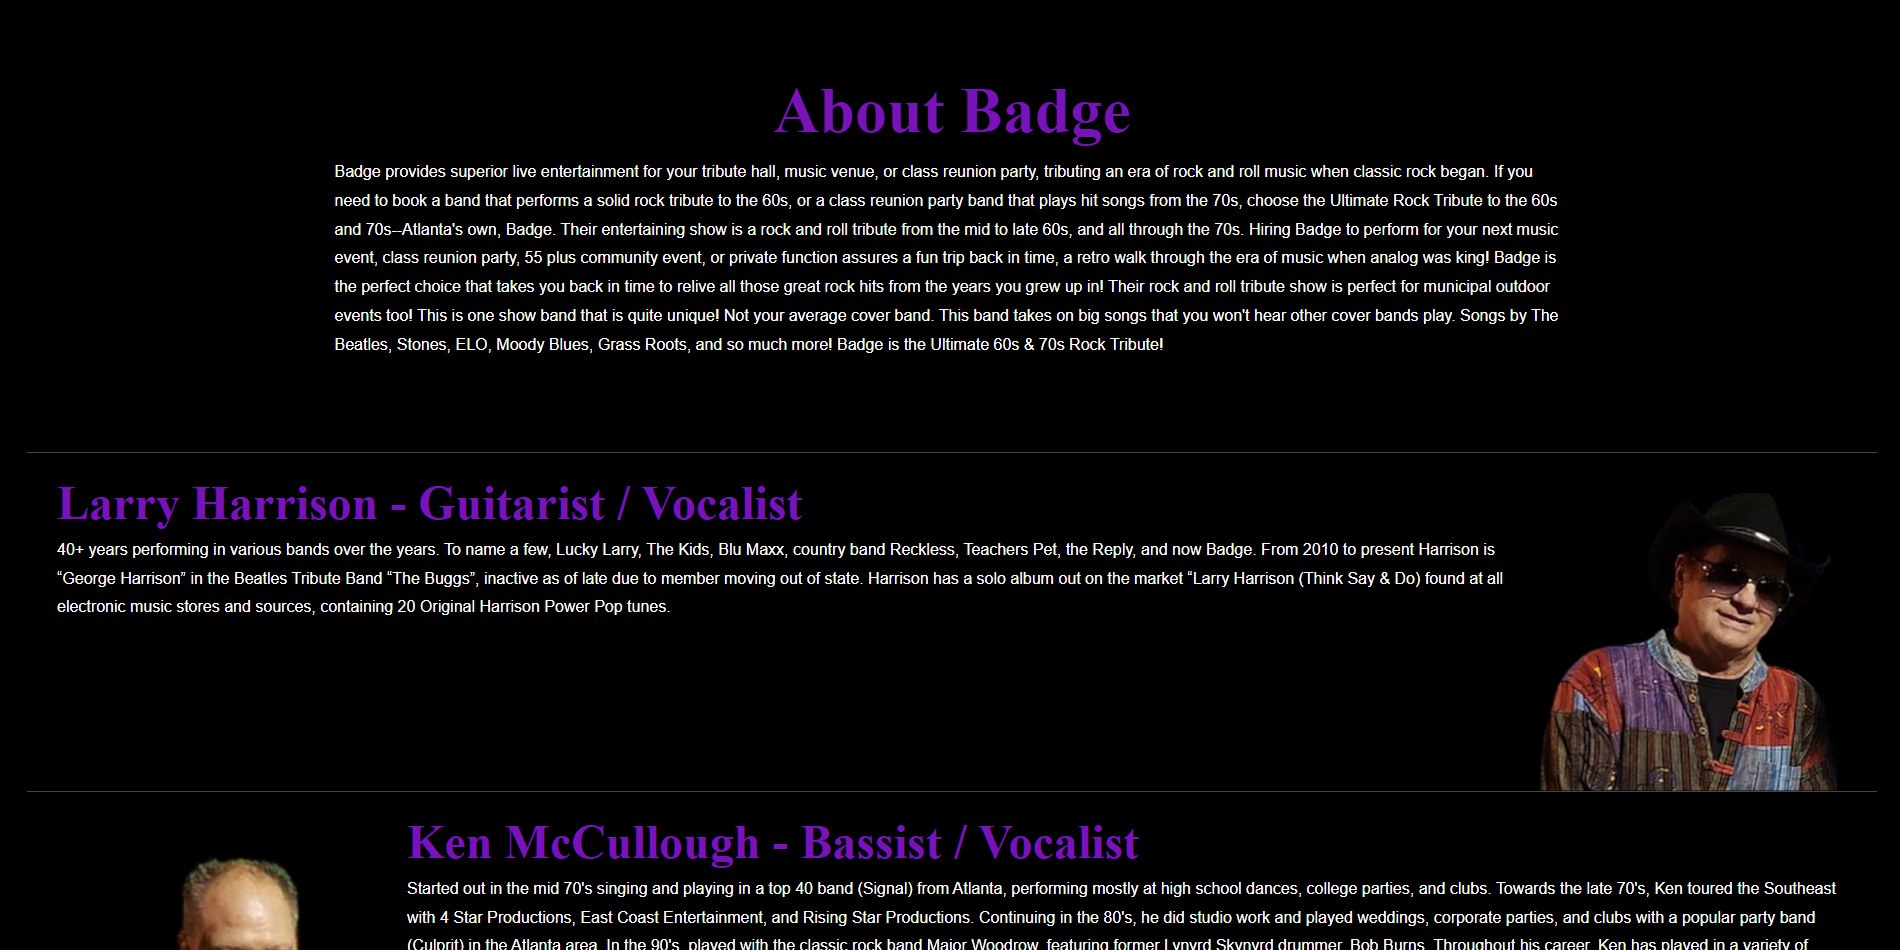 About Badge
Badge provides superior live entertainment for your tribute hall, music venue, or class reunion party, tributing an era of rock and roll music when classic rock began. If you
need to book a band that performs a solid rock tribute to the 60s, or a class reunion party band that plays hit songs from the 70s, choose the Ultimate Rock Tribute to the 60s
and 70s--Atlanta's own, Badge. Their entertaining show is a rock and roll tribute from the mid to late 60s, and all through the 70s. Hiring Badge to perform for your next music
event, class reunion party, 55 plus community event, or private function assures a fun trip back in time, a retro walk through the era of music when analog was king! Badge is
the perfect choice that takes you back in time to relive all those great rock hits from the years you grew up in! Their rock and roll tribute show is perfect for municipal outdoor
events too! This is one show band that is quite unique! Not your average cover band. This band takes on big songs that you won't hear other cover bands play. Songs by The
Beatles, Stones, ELO, Moody Blues, Grass Roots, and so much more! Badge is the Ultimate 60s & 70s Rock Tribute!
Larry Harrison - Guitarist / Vocalist
40+ years performing in various bands over the years. To name a few, Lucky Larry, The Kids, Blu Maxx, country band Reckless, Teachers Pet, the Reply, and now Badge. From 2010 to present Harrison is
“George Harrison” in the Beatles Tribute Band “The Buggs”, inactive as of late due to member moving out of state. Harrison has a solo album out on the market “Larry Harrison (Think Say & Do) found at all
electronic music stores and sources, containing 20 Original Harrison Power Pop tunes.
Ken McCullough - Bassist / Vocalist
Started out in the mid 70's singing and playing in a top 40 band (Signal) from Atlanta, performing mostly at high school dances, college parties, and clubs. Towards the late 70's, Ken toured the Southeast
with 4 Star Productions, East Coast Entertainment, and Rising Star Productions. Continuing in the 80's, he did studio work and played weddings, corporate parties, and clubs with a popular party band
(Culprit) in the Atlanta area. In the 90's, played with the classic rock band Major Woodrow, featuring former Lynyrd Skynyrd drummer, Bob Burns. Throughout his career, Ken has played in a variety of